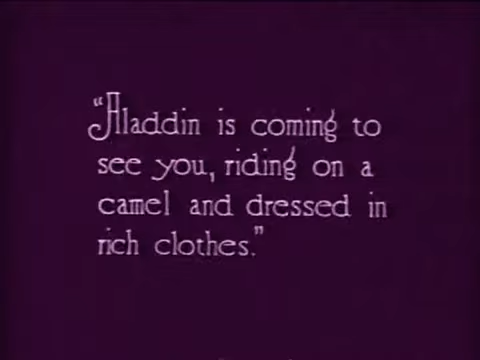 "Aladdin is coming to
see you, riding on a
camel and dressed in
rich clothes."